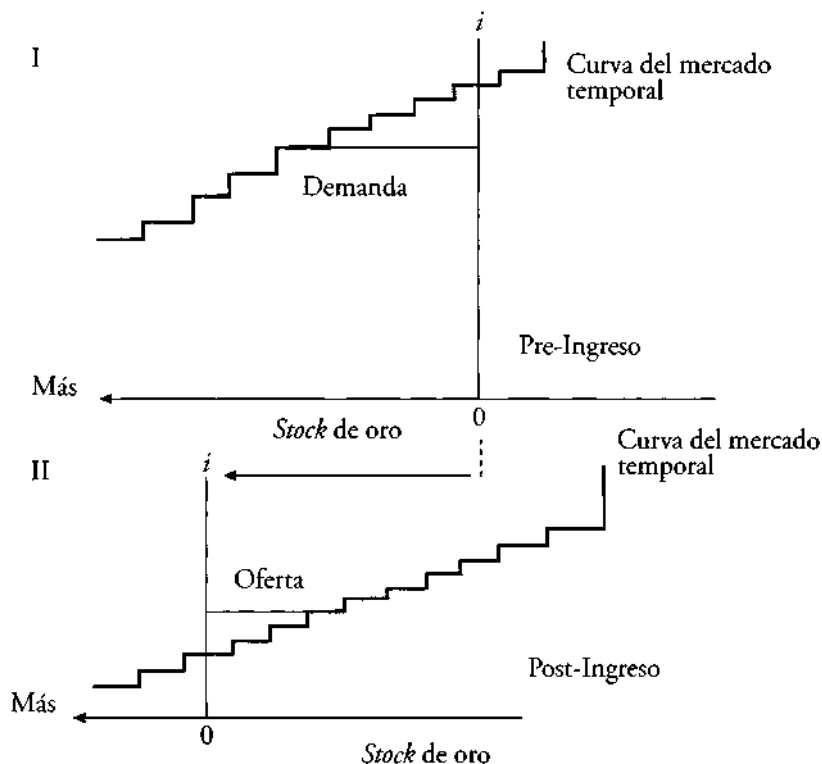 i
I
Curva del mercado
temporal
Demanda
Pre-Ingreso
Más
0
Stock de oro
Curva del mercado
temporal
i
II
Oferta
Post-Ingreso
Más
0
Stock de oro